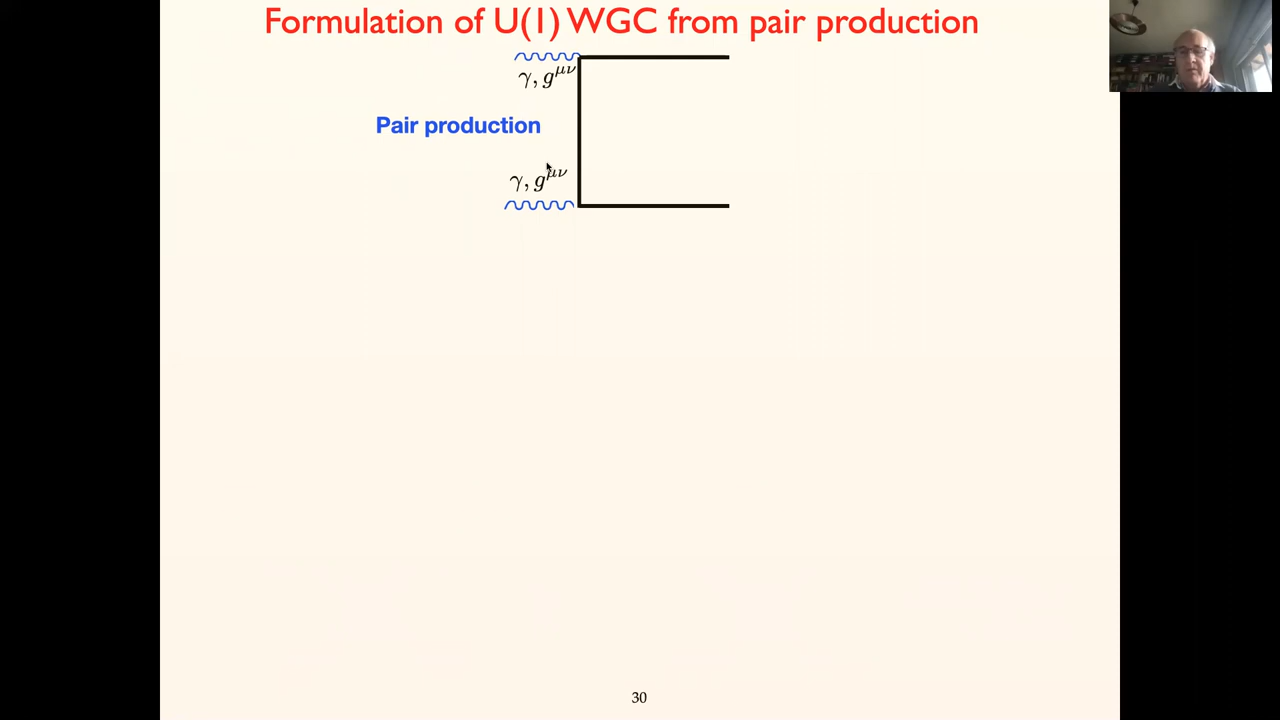 Formulation of U(1) WGC from pair production
γ, g^{μν}
Pair production
γ, g^{μν}
30